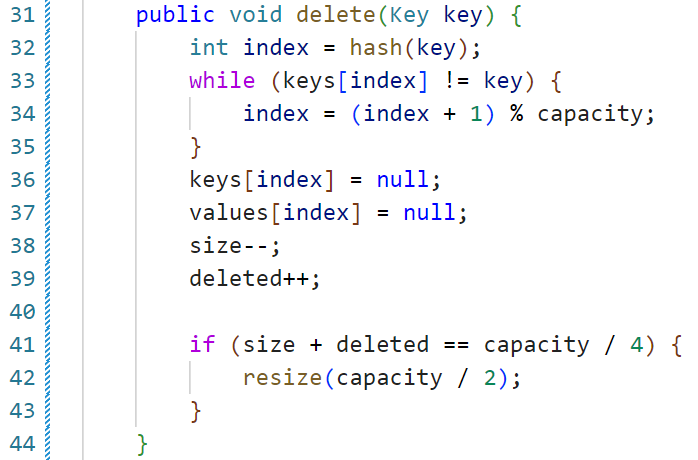 31 public void delete(Key key) {
32 int index = hash(key);
33 while (keys[index] != key) {
34 index = (index + 1) % capacity;
35 }
36 keys[index] = null;
37 values[index] = null;
38 size--;
39 deleted++;
40
41 if (size + deleted == capacity / 4) {
42 resize(capacity / 2);
43 }
44 }